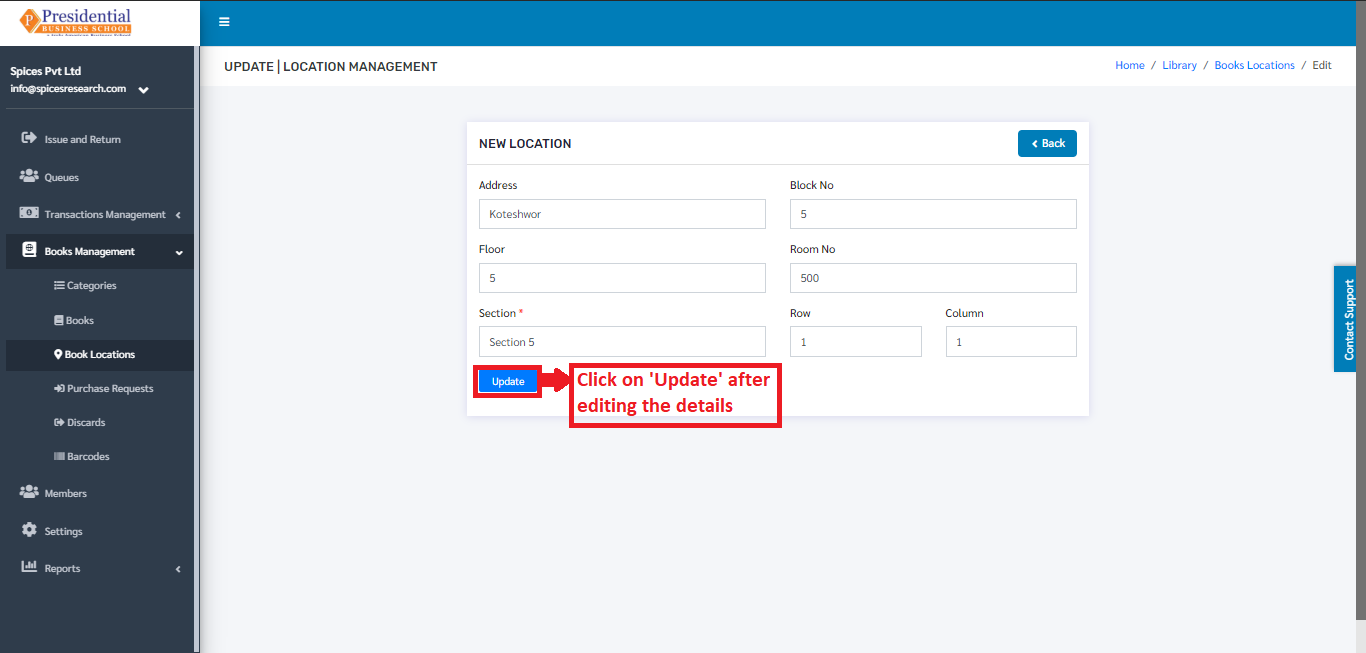 Presidential
BUSINESS SCHOOL
Spices Pvt Ltd
info@spicesresearch.com
Issue and Return
Queues
Transactions Management
Books Management
Categories
Books
Book Locations
Purchase Requests
Discards
Barcodes
Members
Settings
Reports
UPDATE | LOCATION MANAGEMENT
Home / Library / Books Locations / Edit
NEW LOCATION
Back
Address
Block No
Koteshwor
5
Floor
Room No
5
500
Section *
Row
Column
Section 5
1
1
Update
Click on 'Update' after
editing the details
Contact Support